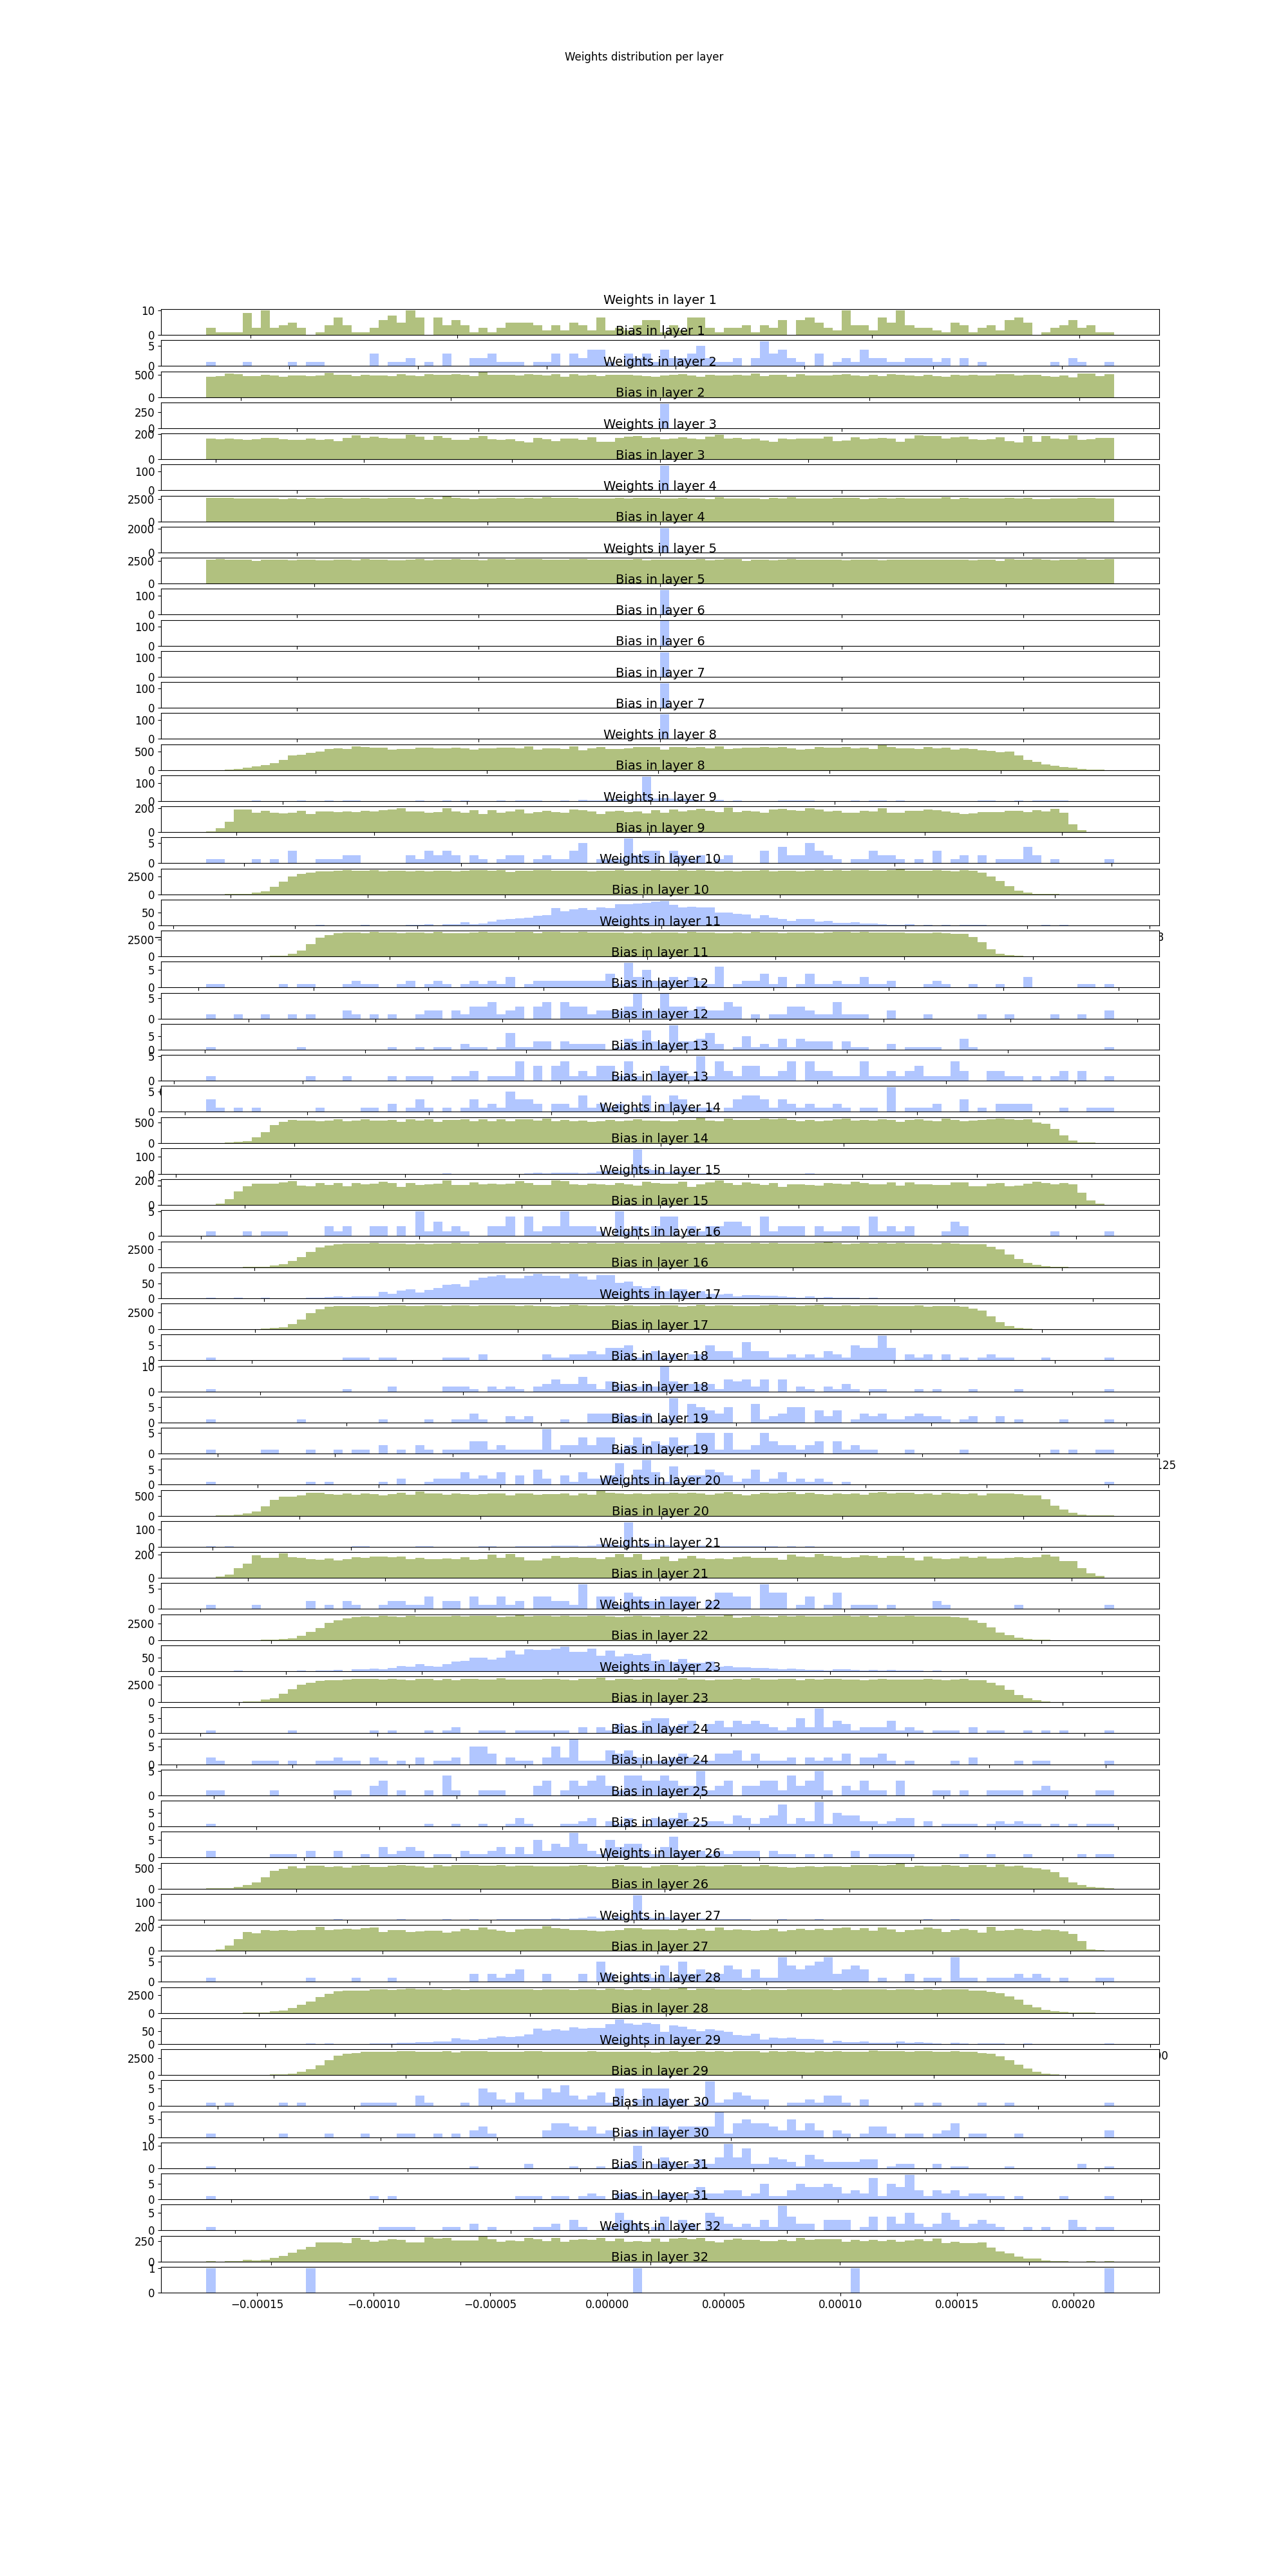 Weights distribution per layer
Weights in layer 1
10
0
Bias in layer 1
5
0
Weights in layer 2
500
0
Bias in layer 2
250
0
Weights in layer 3
200
0
Bias in layer 3
100
0
Weights in layer 4
2500
0
Bias in layer 4
2000
0
Weights in layer 5
2500
0
Bias in layer 5
100
0
Bias in layer 6
100
0
Bias in layer 6
100
0
Bias in layer 7
100
0
Bias in layer 7
100
0
Weights in layer 8
500
0
Bias in layer 8
100
0
Weights in layer 9
200
0
Bias in layer 9
5
0
Weights in layer 10
2500
0
Bias in layer 10
50
0
Weights in layer 11
2500
0
Bias in layer 11
5
0
Bias in layer 12
5
0
Bias in layer 12
5
0
Bias in layer 13
5
0
Bias in layer 13
5
0
Weights in layer 14
500
0
Bias in layer 14
100
0
Weights in layer 15
200
0
Bias in layer 15
5
0
Weights in layer 16
2500
0
Bias in layer 16
50
0
Weights in layer 17
2500
0
Bias in layer 17
5
0
Bias in layer 18
10
0
Bias in layer 18
5
0
Bias in layer 19
5
0
Bias in layer 19
5
0
Weights in layer 20
500
0
Bias in layer 20
100
0
Weights in layer 21
200
0
Bias in layer 21
5
0
Weights in layer 22
2500
0
Bias in layer 22
50
0
Weights in layer 23
2500
0
Bias in layer 23
5
0
Bias in layer 24
5
0
Bias in layer 24
5
0
Bias in layer 25
5
0
Bias in layer 25
5
0
Weights in layer 26
500
0
Bias in layer 26
100
0
Weights in layer 27
200
0
Bias in layer 27
5
0
Weights in layer 28
2500
0
Bias in layer 28
50
0
Weights in layer 29
2500
0
Bias in layer 29
5
0
Bias in layer 30
5
0
Bias in layer 30
10
0
Bias in layer 31
5
0
Bias in layer 31
5
0
Weights in layer 32
250
0
Bias in layer 32
1
0
−0.00015 −0.00010 −0.00005 0.00000 0.00005 0.00010 0.00015 0.00020